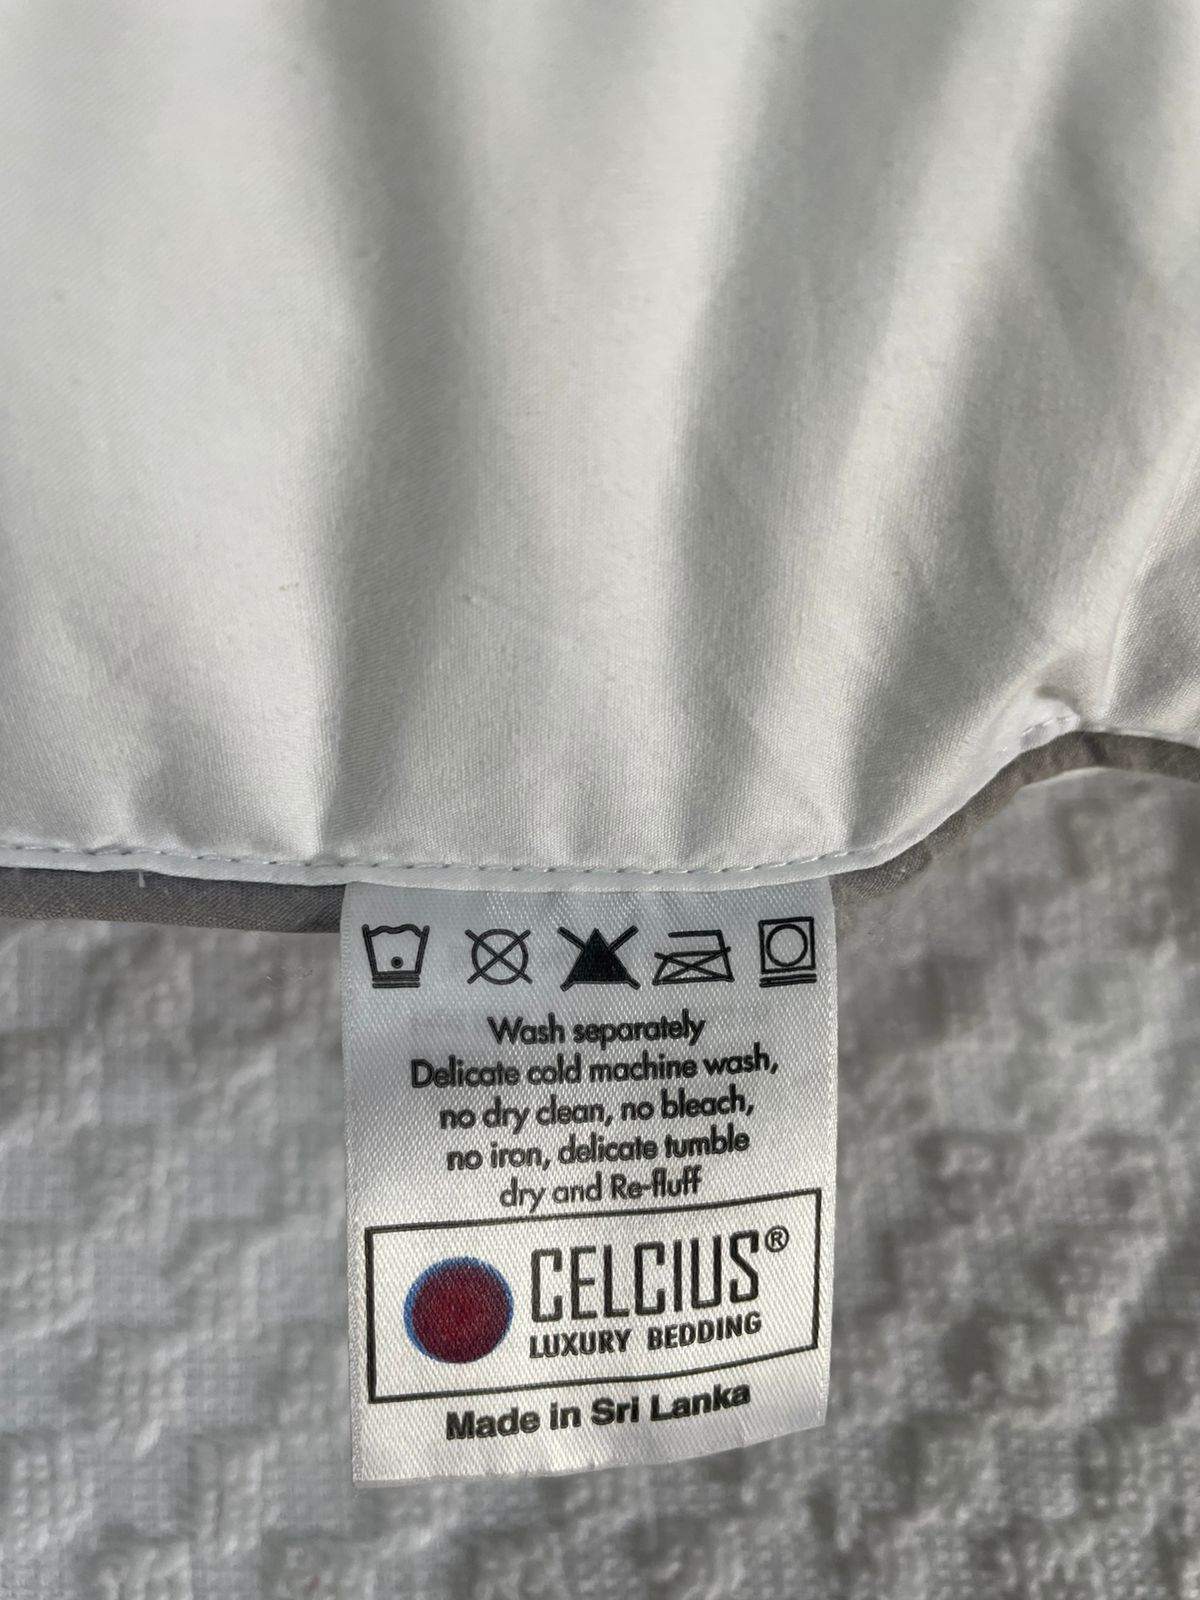 Wash separately
Delicate cold machine wash,
no dry clean, no bleach,
no iron, delicate tumble
dry and Re-fluff
CELCIUS®
LUXURY BEDDING
Made in Sri Lanka